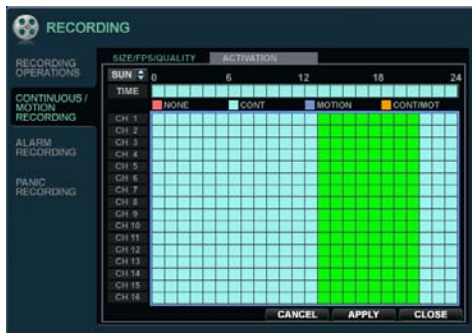 RECORDING
SIZE/FPS/QUALITY ACTIVATION
RECORDING
OPERATIONS
CONTINUOUS /
MOTION
RECORDING
ALARM
RECORDING
PANIC
RECORDING
SUN 0 6 12 18 24
TIME
NONE CONT MOTION CONT/MOT
CH 1
CH 2
CH 3
CH 4
CH 5
CH 6
CH 7
CH 8
CH 9
CH 10
CH 11
CH 12
CH 13
CH 14
CH 15
CH 16
CANCEL APPLY CLOSE